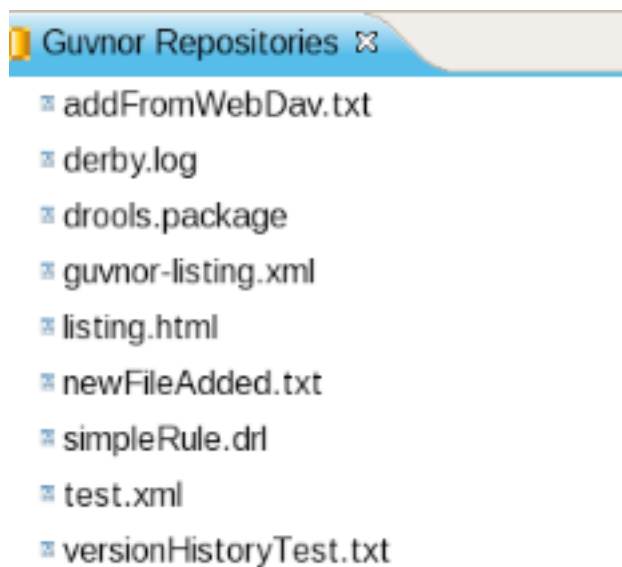 Guvnor Repositories
addFromWebDav.txt
derby.log
drools.package
guvnor-listing.xml
listing.html
newFileAdded.txt
simpleRule.drl
test.xml
versionHistoryTest.txt